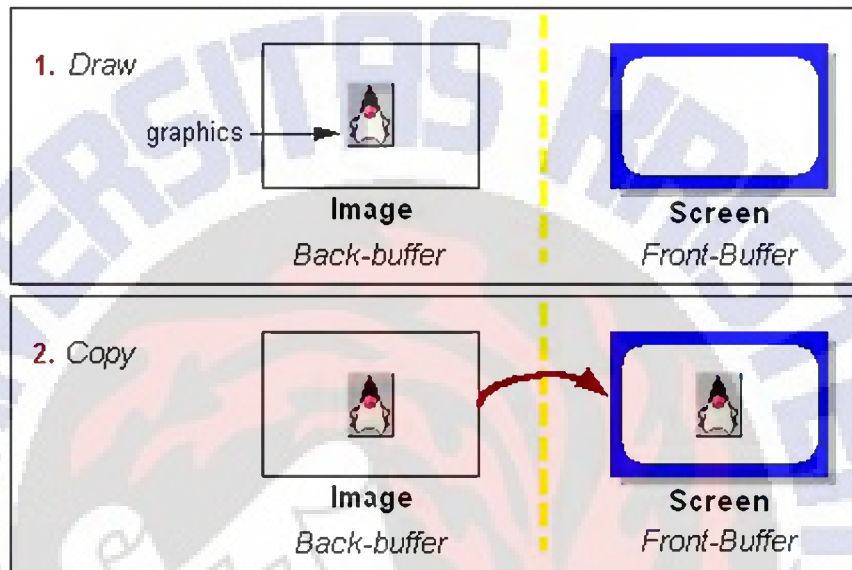 1. Draw
graphics
Image
Back-buffer
Screen
Front-Buffer
2. Copy
Image
Back-buffer
Screen
Front-Buffer